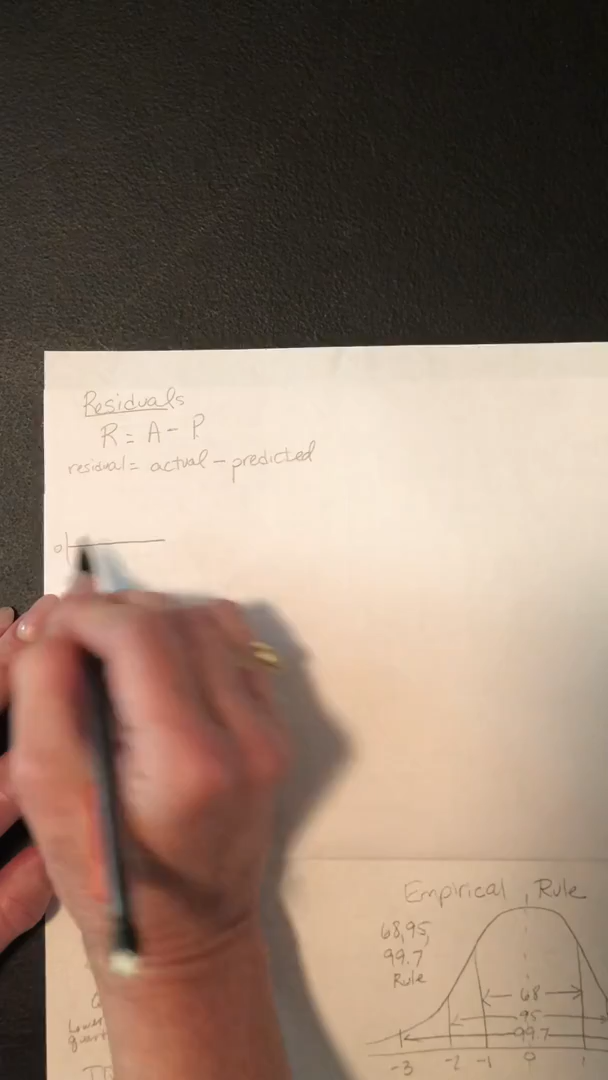 Residuals
R = A - P
residual = actual - predicted
0
Empirical Rule
68, 95,
99.7
Rule
68
95
99.7
-3 -2 -1 0 1